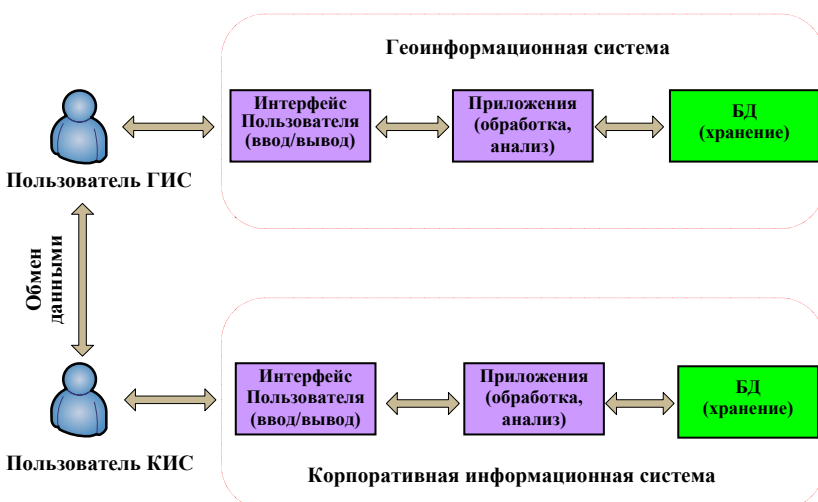 Геоинформационная система
Интерфейс
Пользователя
(ввод/вывод)
Приложения
(обработка,
анализ)
БД
(хранение)
Пользователь ГИС
Обмен
данными
Интерфейс
Пользователя
(ввод/вывод)
Приложения
(обработка,
анализ)
БД
(хранение)
Пользователь КИС
Корпоративная информационная система